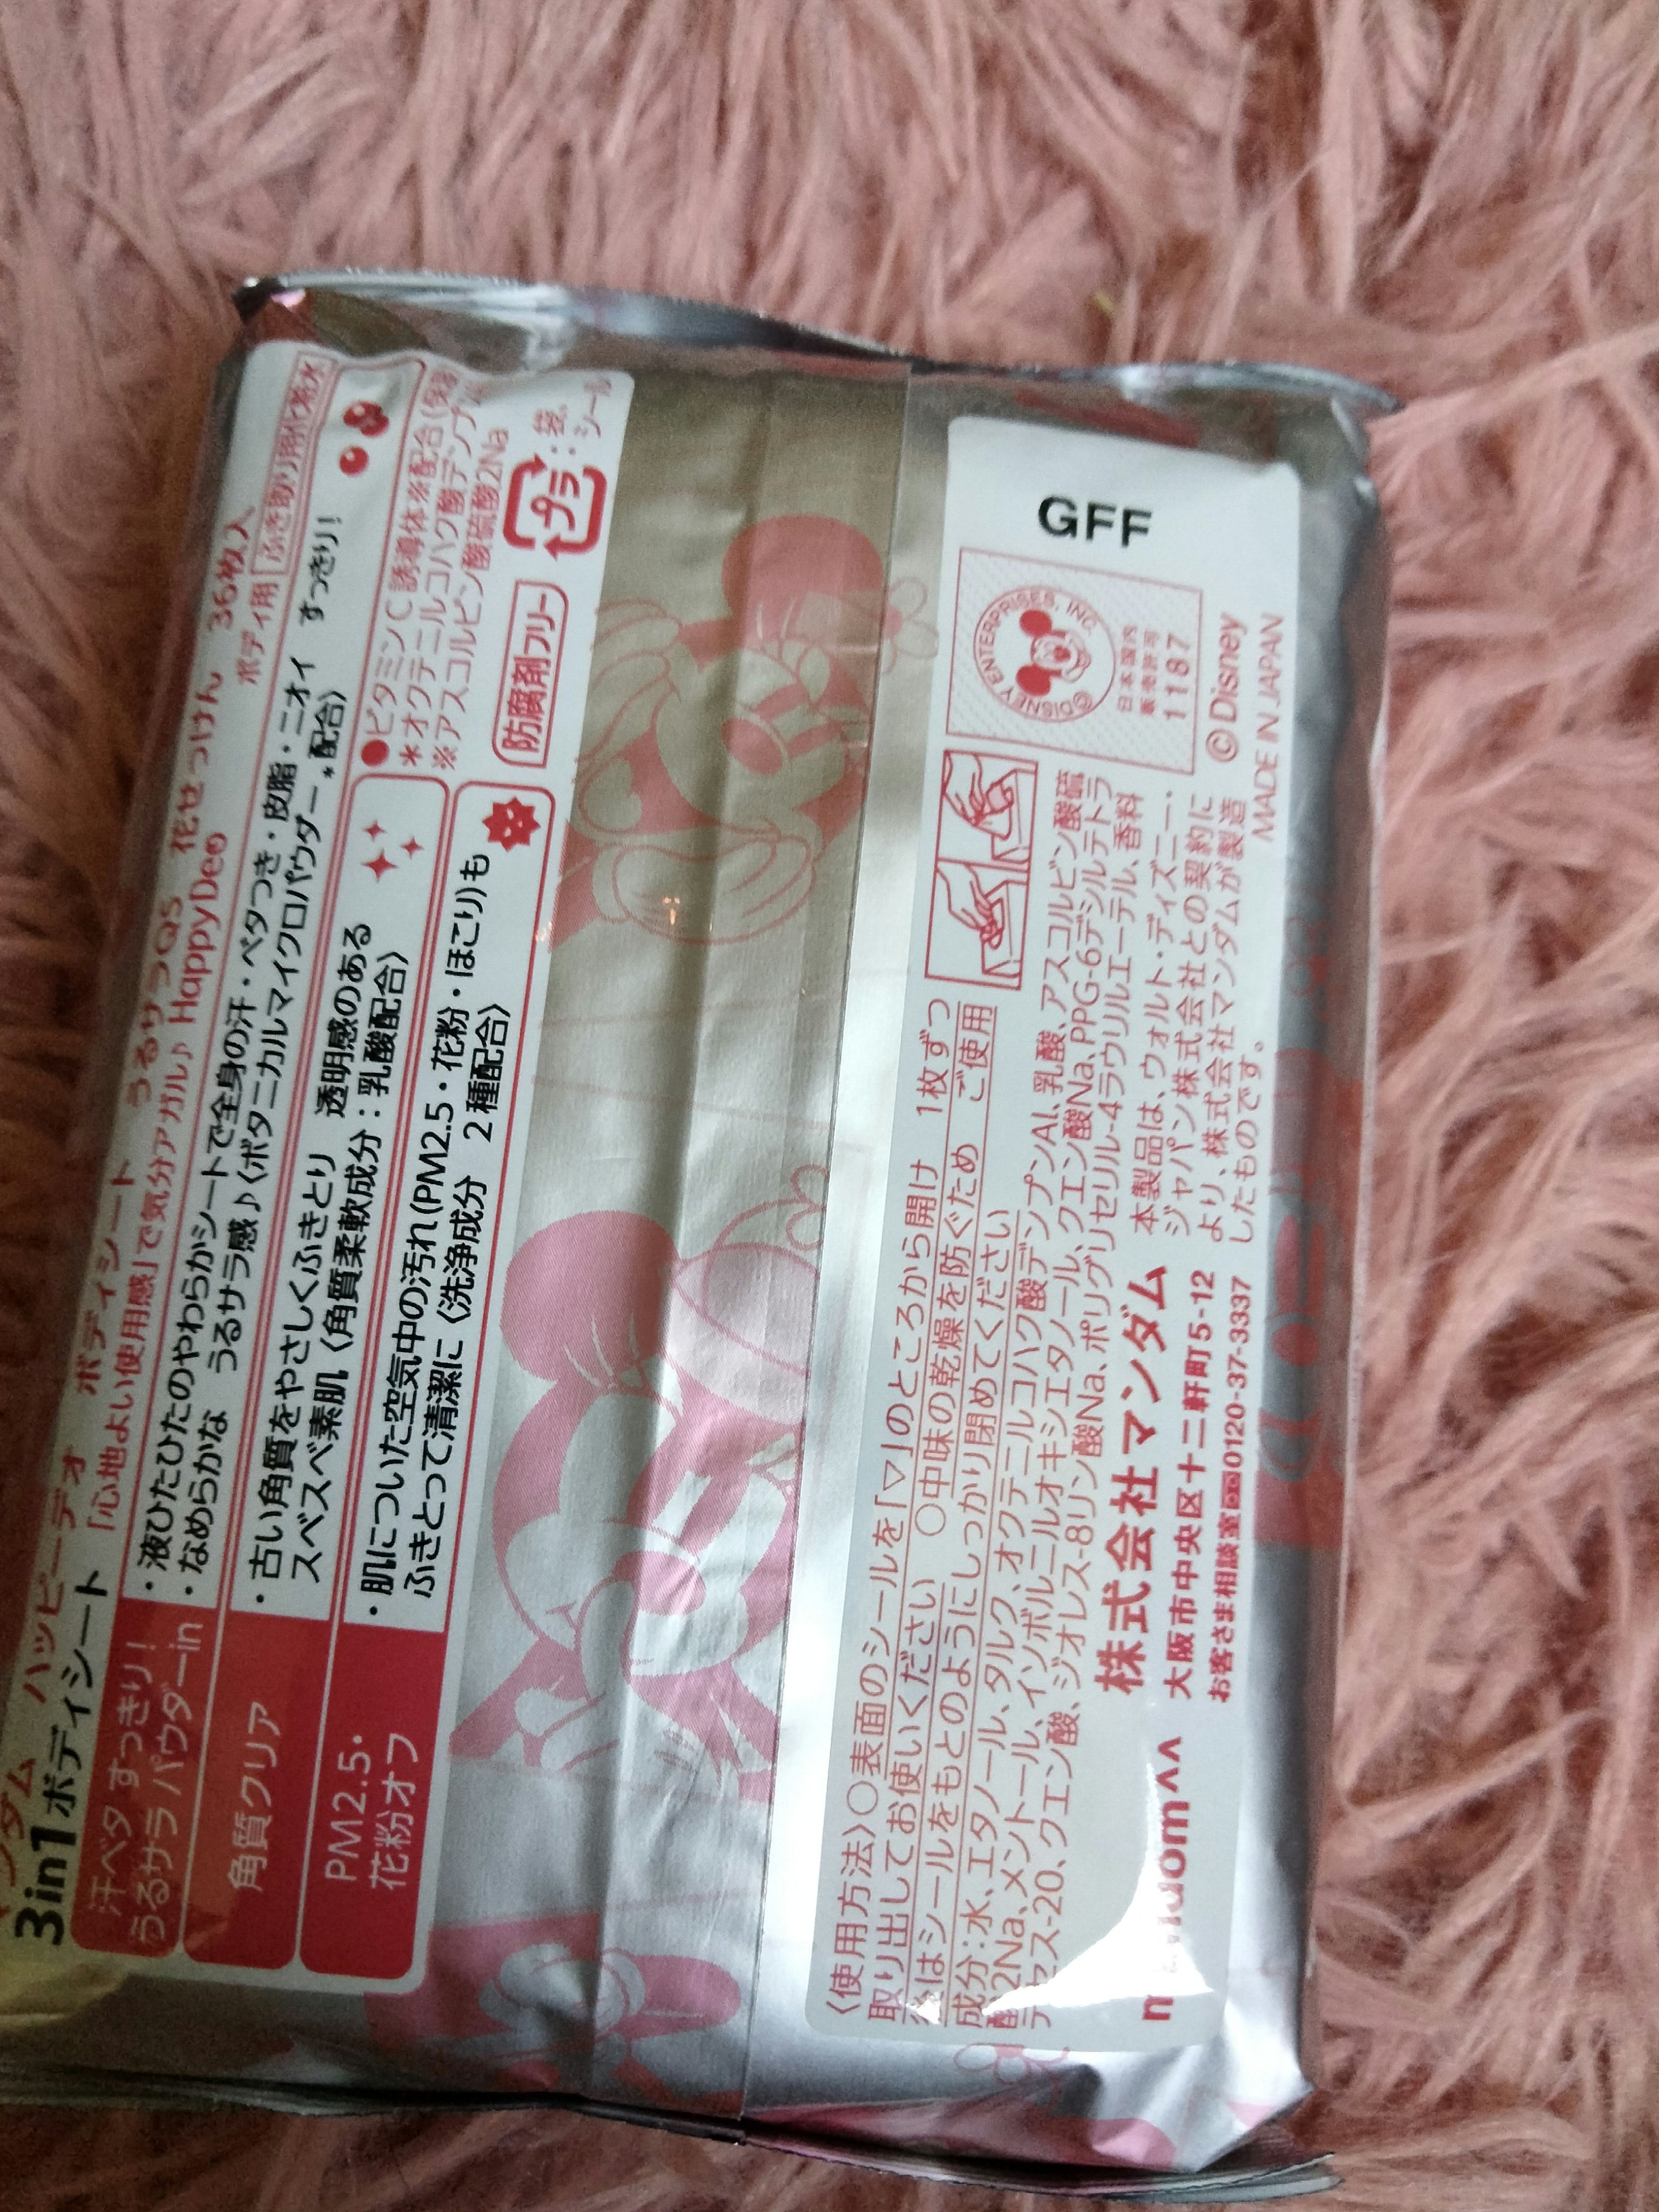 ハッピーデオ ボディシート うるサラQS 花せっけん 36枚入
3in1ボディシート 「心地よい使用感」で気分アガル♪ HappyDeo ボディ用 ふき取り用化粧水
汗ベタ すっきり!
うるサラ パウダーin
・液ひたひたのやわらかシートで全身の汗・ベタつき・皮脂・ニオイ すっきり!
・なめらかな うるサラ感♪〈ボタニカルマイクロパウダー*配合〉
角質クリア
・古い角質をやさしくふきとり 透明感のある
スベスベ素肌〈角質柔軟成分:乳酸配合〉
PM2.5・
花粉オフ
・肌についた空気中の汚れ(PM2.5・花粉・ほこり)も
ふきとって清潔に〈洗浄成分 2種配合〉
●ビタミンC誘導体※配合(保湿
*オクテニルコハク酸デンプン
※アスコルビン酸硫酸2Na
防腐剤フリー
プラ
:袋、
シール
〈使用方法〉○表面のシールを「▽」のところから開け 1枚ずつ
取り出してお使いください ○中味の乾燥を防ぐため ご使用
後はシールをもとのようにしっかり閉めてください
成分:水、エタノール、タルク、オクテニルコハク酸デンプンAl、乳酸、アスコルビン酸硫
酸2Na、メントール、イソボルニルオキシエタノール、クエン酸Na、PPG-6デシルテトラ
デセス-20、クエン酸、ジオレス-8リン酸Na、ポリグリセリル-4ラウリルエーテル、香料
mandom
株式会社マンダム
大阪市中央区十二軒町5-12
お客さま相談室 0120-37-3337
本製品は、ウォルト・ディズニー・
ジャパン株式会社との契約に
より、株式会社マンダムが製造
したものです。
©DISNEY ENTERPRISES, INC.
日本国内
販売許可
1187
©Disney
MADE IN JAPAN
GFF